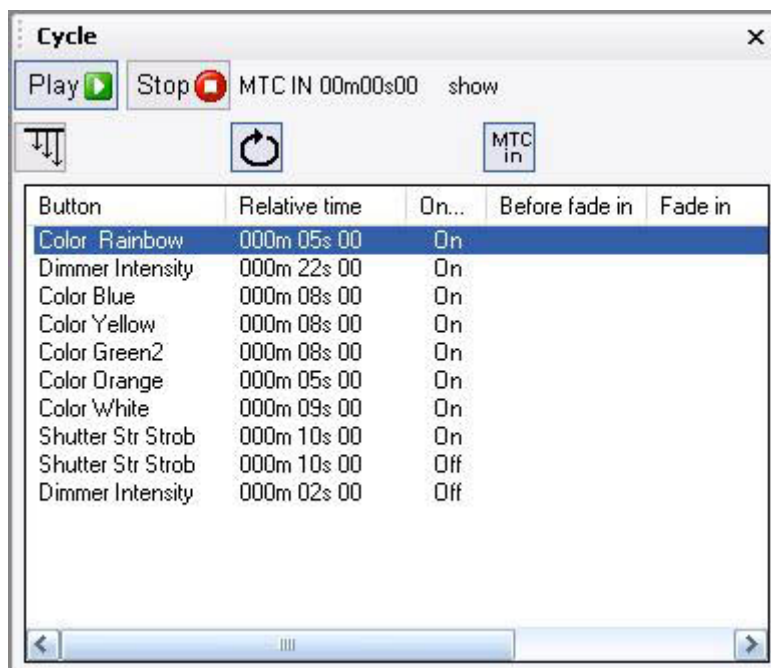 Cycle
Play Stop MTC IN 00m00s00 show
MTC in
Button Relative time On... Before fade in Fade in
Color Rainbow 000m 05s 00 On
Dimmer Intensity 000m 22s 00 On
Color Blue 000m 08s 00 On
Color Yellow 000m 08s 00 On
Color Green2 000m 08s 00 On
Color Orange 000m 05s 00 On
Color White 000m 09s 00 On
Shutter Str Strob 000m 10s 00 On
Shutter Str Strob 000m 10s 00 Off
Dimmer Intensity 000m 02s 00 Off